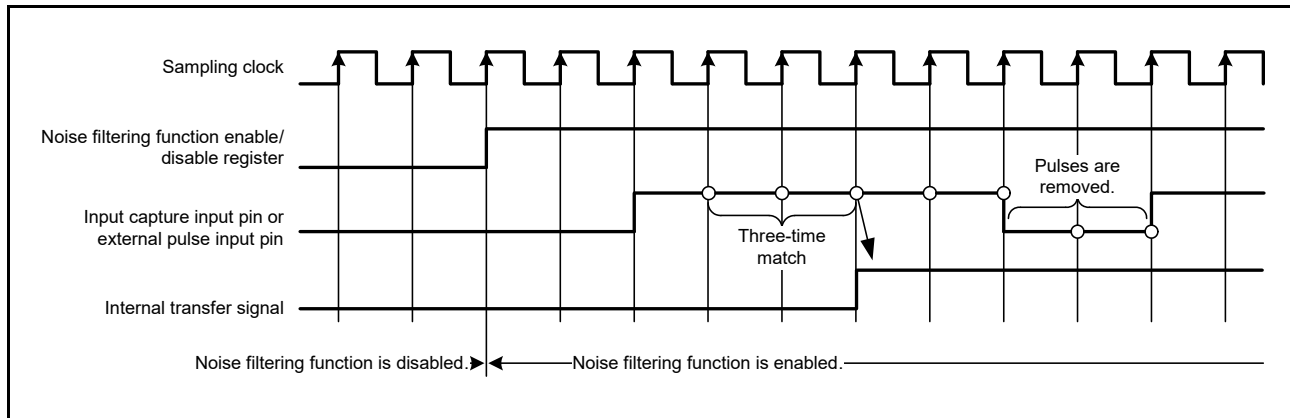 Sampling clock
Noise filtering function enable/
disable register
Pulses are
removed.
Input capture input pin or
external pulse input pin
Three-time
match
Internal transfer signal
Noise filtering function is disabled.
Noise filtering function is enabled.